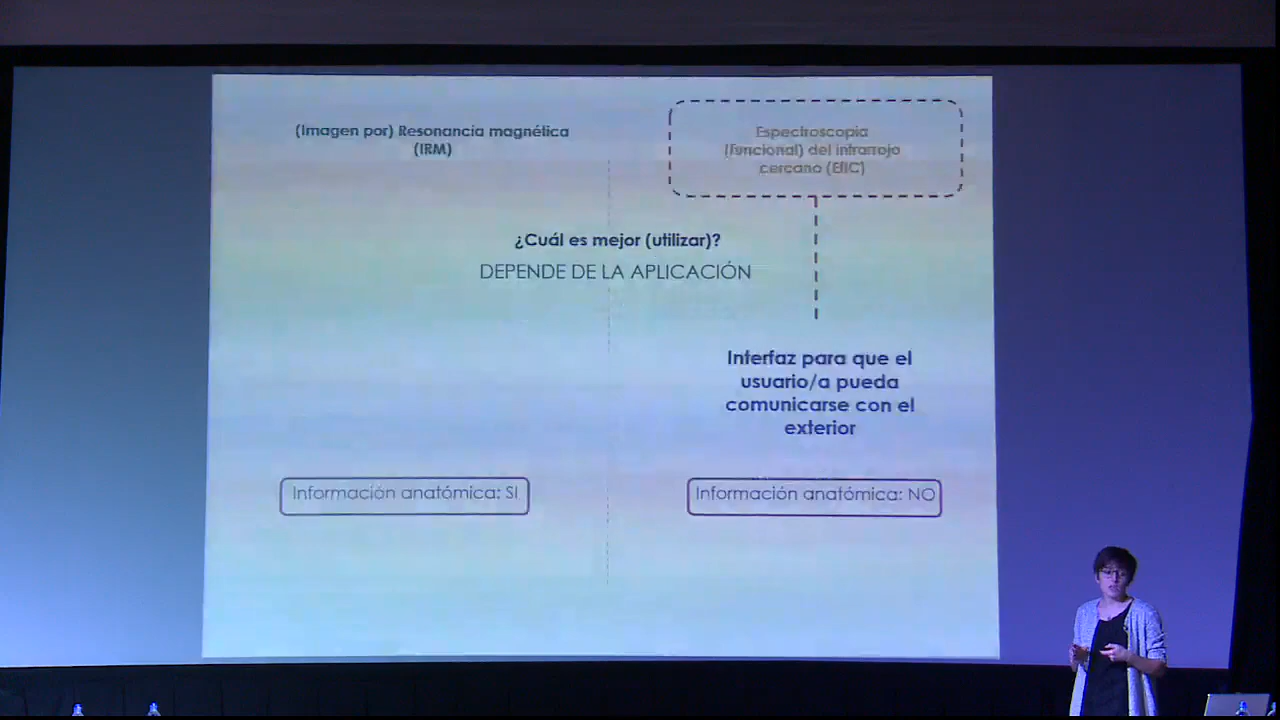 (Imagen por) Resonancia magnética
(IRM)
Espectroscopia
(funcional) del infrarrojo
cercano (EfIC)
¿Cuál es mejor (utilizar)?
DEPENDE DE LA APLICACIÓN
Interfaz para que el
usuario/a pueda
comunicarse con el
exterior
Información anatómica: SI
Información anatómica: NO